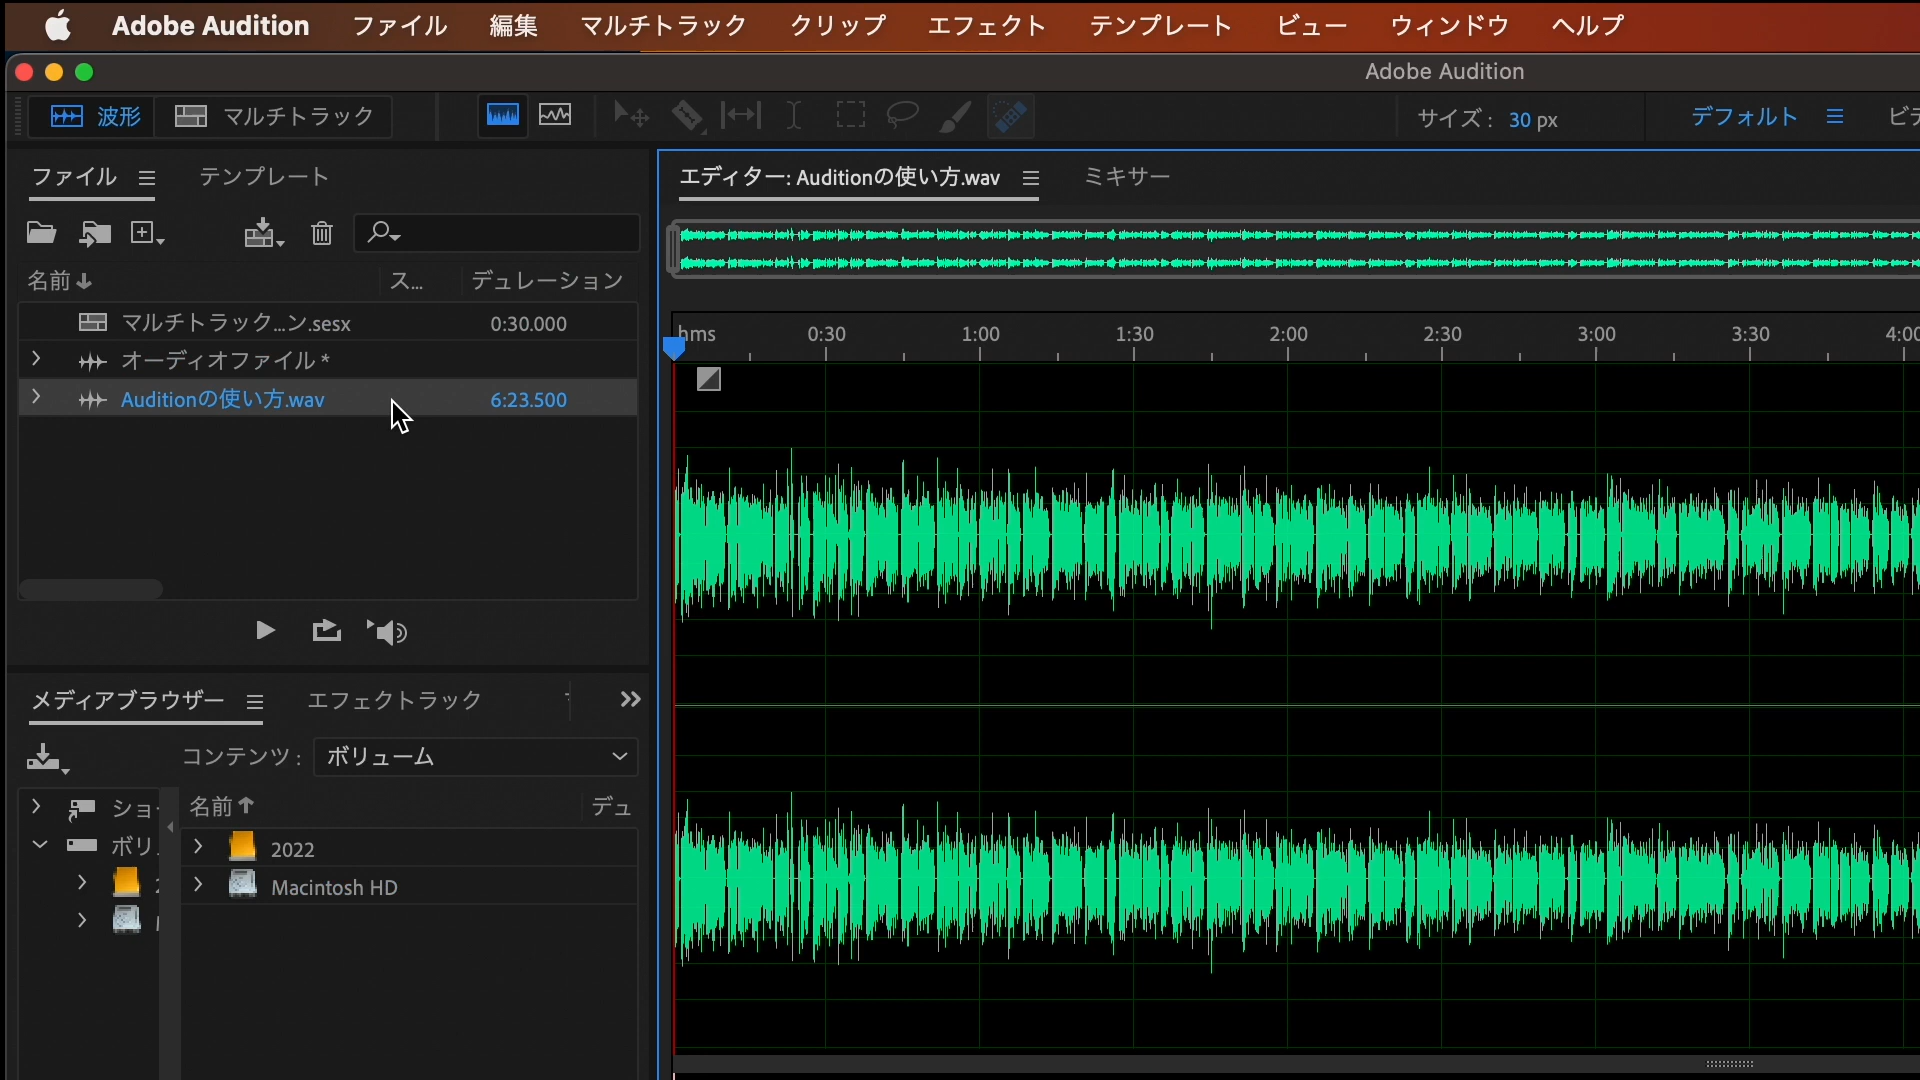 Adobe Audition ファイル 編集 マルチトラック クリップ エフェクト テンプレート ビュー ウィンドウ ヘルプ
Adobe Audition
波形 マルチトラック サイズ : 30 px デフォルト
ファイル テンプレート
エディター: Auditionの使い方.wav ミキサー
名前 ス... デュレーション
マルチトラック...ン.sesx 0:30.000
オーディオファイル *
Auditionの使い方.wav 6:23.500
hms 0:30 1:00 1:30 2:00 2:30 3:00 3:30 4:00
メディアブラウザー エフェクトラック
コンテンツ : ボリューム
ショ 名前 デュ
ボリ
2022
Macintosh HD